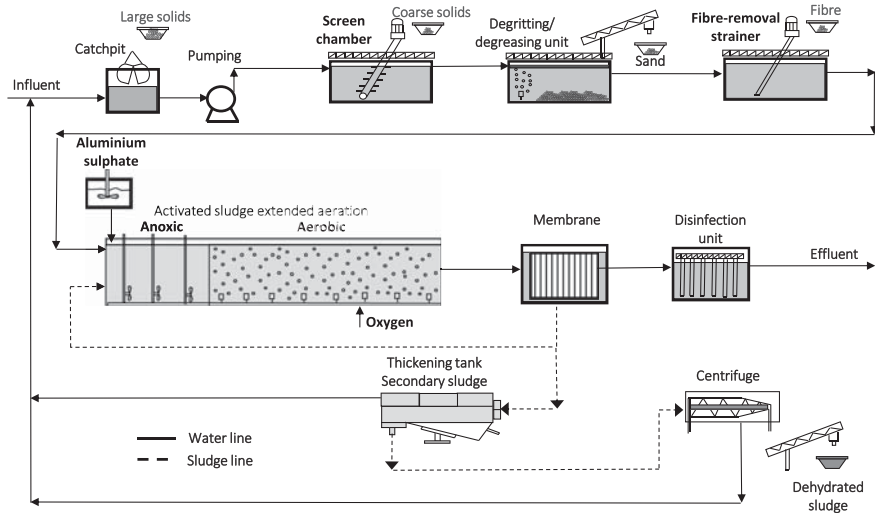 Large solids
Catchpit
Influent
Pumping
Screen
chamber
Coarse solids
Degritting/
degreasing unit
Sand
Fibre-removal
strainer
Fibre
Aluminium
sulphate
Activated sludge extended aeration
Anoxic
Aerobic
Oxygen
Membrane
Disinfection
unit
Effluent
Thickening tank
Secondary sludge
Centrifuge
Water line
Sludge line
Dehydrated
sludge